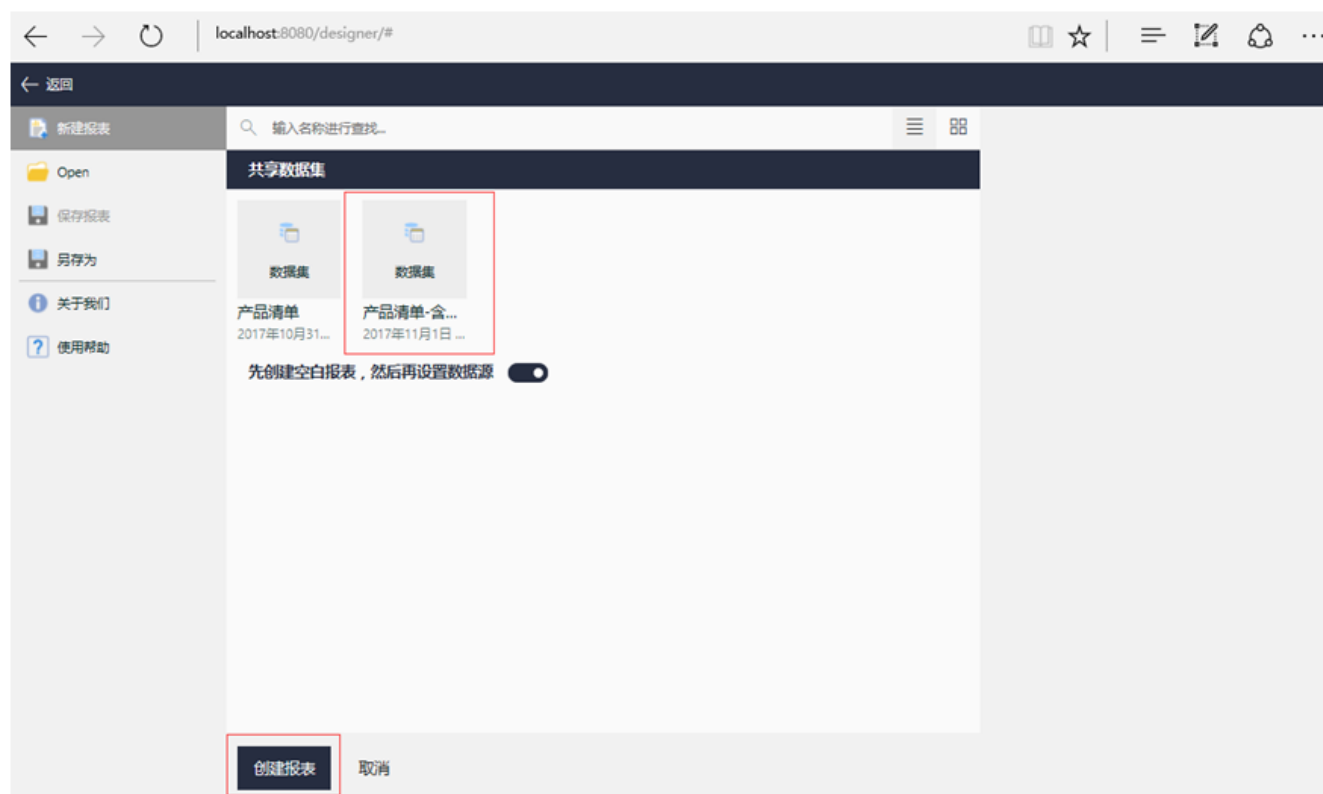 localhost:8080/designer/#
返回
新建报表
输入名称进行查找...
Open
共享数据集
保存报表
另存为
数据集
数据集
产品清单
产品清单-含...
2017年10月31...
2017年11月1日 ...
关于我们
使用帮助
先创建空白报表，然后再设置数据源
创建报表
取消